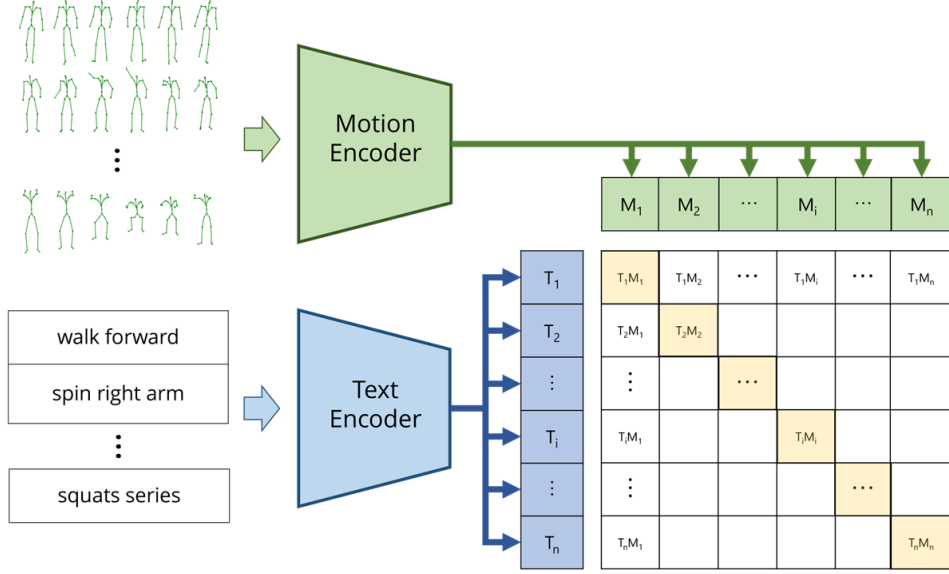 Motion
Encoder
M₁ M₂ ⋯ Mᵢ ⋯ Mₙ
walk forward
spin right arm
⋮
squats series
Text
Encoder
T₁
T₂
⋮
Tᵢ
⋮
Tₙ
T₁M₁ T₁M₂ ⋯ T₁Mᵢ ⋯ T₁Mₙ
T₂M₁ T₂M₂
⋮ ⋯
TᵢM₁ TᵢMᵢ
⋮ ⋯
TₙM₁ TₙMₙ